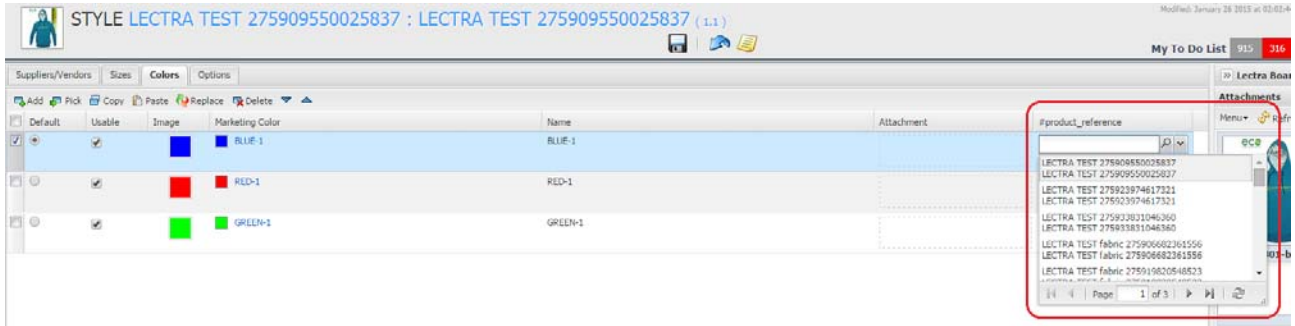 Modified: January 26 2015 at 02:02:4
STYLE LECTRA TEST 275909550025837 : LECTRA TEST 275909550025837 (1.1)
My To Do List 915 316
Suppliers/Vendors Sizes Colors Options
Lectra Boar
Add Pick Copy Paste Replace Delete
Attachments
Default Usable Image Marketing Color Name Attachment #product_reference
Menu Refr
BLUE-1 BLUE-1
LECTRA TEST 275909550025837
LECTRA TEST 275909550025837
RED-1 RED-1
LECTRA TEST 275923974617321
LECTRA TEST 275923974617321
LECTRA TEST 275933831046360
LECTRA TEST 275933831046360
GREEN-1 GREEN-1
LECTRA TEST fabric 275906682361556
LECTRA TEST fabric 275906682361556
LECTRA TEST fabric 275919820548523
Page 1 of 3